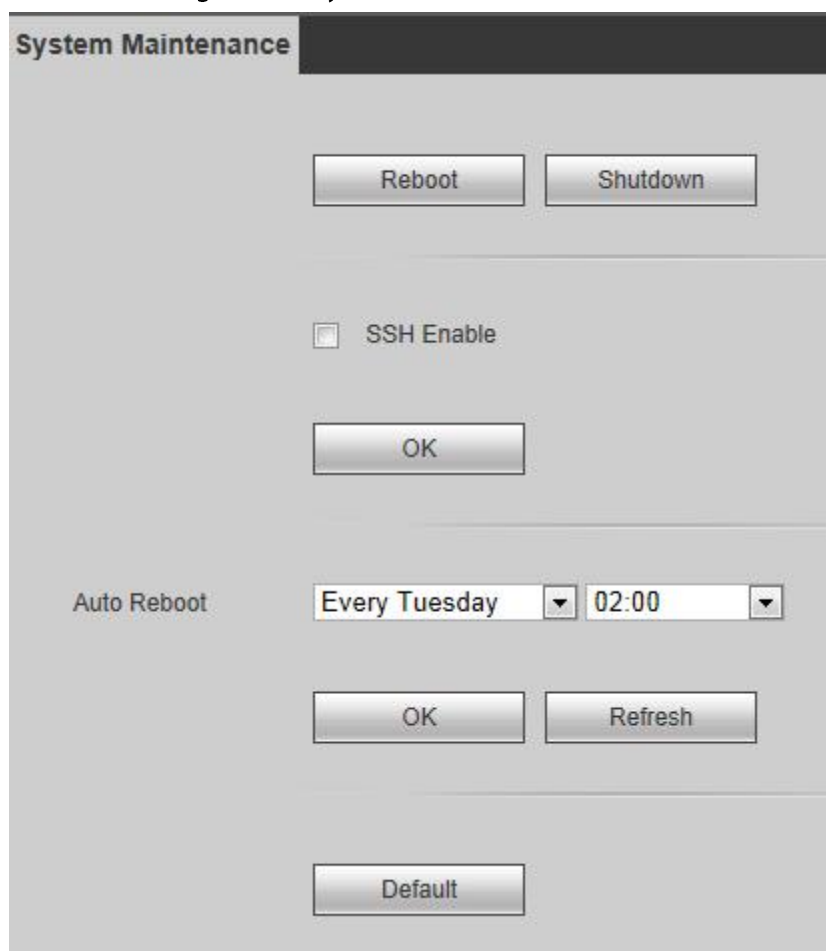 System Maintenance
Reboot Shutdown
SSH Enable
OK
Auto Reboot Every Tuesday 02:00
OK Refresh
Default